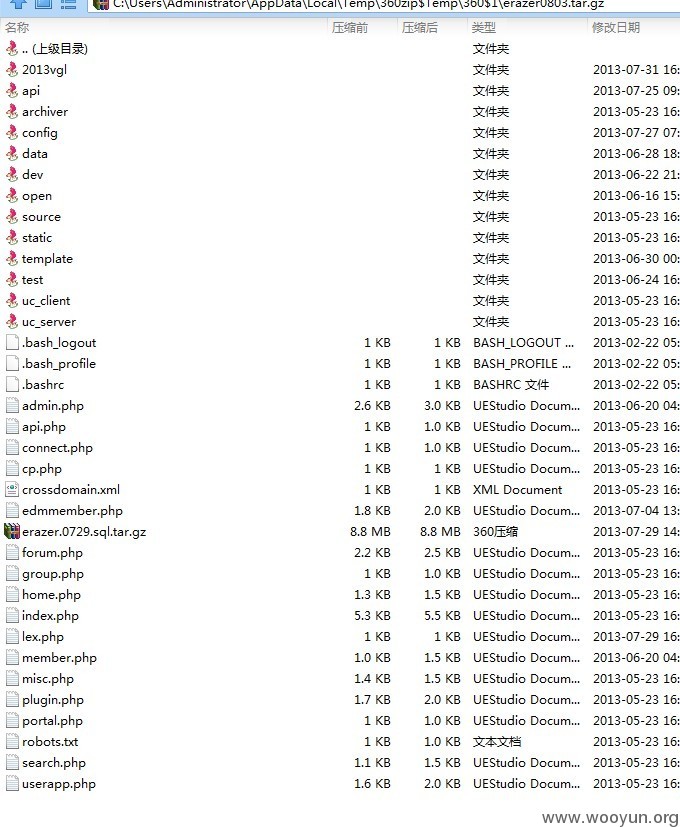 C:\Users\Administrator\AppData\Local\Temp\360zip$Temp\360$1\erazer0803.tar.gz
名称 压缩前 压缩后 类型 修改日期
.. (上级目录) 文件夹
2013vgl 文件夹 2013-07-31 16:
api 文件夹 2013-07-25 09:
archiver 文件夹 2013-05-23 16:
config 文件夹 2013-07-27 07:
data 文件夹 2013-06-28 18:
dev 文件夹 2013-06-22 21:
open 文件夹 2013-06-16 15:
source 文件夹 2013-05-23 16:
static 文件夹 2013-05-23 16:
template 文件夹 2013-06-30 00:
test 文件夹 2013-06-24 16:
uc_client 文件夹 2013-05-23 16:
uc_server 文件夹 2013-05-23 16:
.bash_logout 1 KB 1 KB BASH_LOGOUT ... 2013-02-22 05:
.bash_profile 1 KB 1 KB BASH_PROFILE ... 2013-02-22 05:
.bashrc 1 KB 1 KB BASHRC 文件 2013-02-22 05:
admin.php 2.6 KB 3.0 KB UEStudio Docum... 2013-06-20 04:
api.php 1 KB 1.0 KB UEStudio Docum... 2013-05-23 16:
connect.php 1 KB 1.0 KB UEStudio Docum... 2013-05-23 16:
cp.php 1 KB 1 KB UEStudio Docum... 2013-05-23 16:
crossdomain.xml 1 KB 1 KB XML Document 2013-05-23 16:
edmmember.php 1.8 KB 2.0 KB UEStudio Docum... 2013-07-04 13:
erazer.0729.sql.tar.gz 8.8 MB 8.8 MB 360压缩 2013-07-29 14:
forum.php 2.2 KB 2.5 KB UEStudio Docum... 2013-05-23 16:
group.php 1 KB 1.0 KB UEStudio Docum... 2013-05-23 16:
home.php 1.3 KB 1.5 KB UEStudio Docum... 2013-05-23 16:
index.php 5.3 KB 5.5 KB UEStudio Docum... 2013-05-23 16:
lex.php 1 KB 1 KB UEStudio Docum... 2013-07-29 16:
member.php 1.0 KB 1.5 KB UEStudio Docum... 2013-06-20 04:
misc.php 1.4 KB 1.5 KB UEStudio Docum... 2013-05-23 16:
plugin.php 1.7 KB 2.0 KB UEStudio Docum... 2013-05-23 16:
portal.php 1 KB 1.0 KB UEStudio Docum... 2013-05-23 16:
robots.txt 1 KB 1.0 KB 文本文档 2013-05-23 16:
search.php 1.1 KB 1.5 KB UEStudio Docum... 2013-05-23 16:
userapp.php 1.6 KB 2.0 KB UEStudio Docum... 2013-05-23 16:
www.wooyun.org